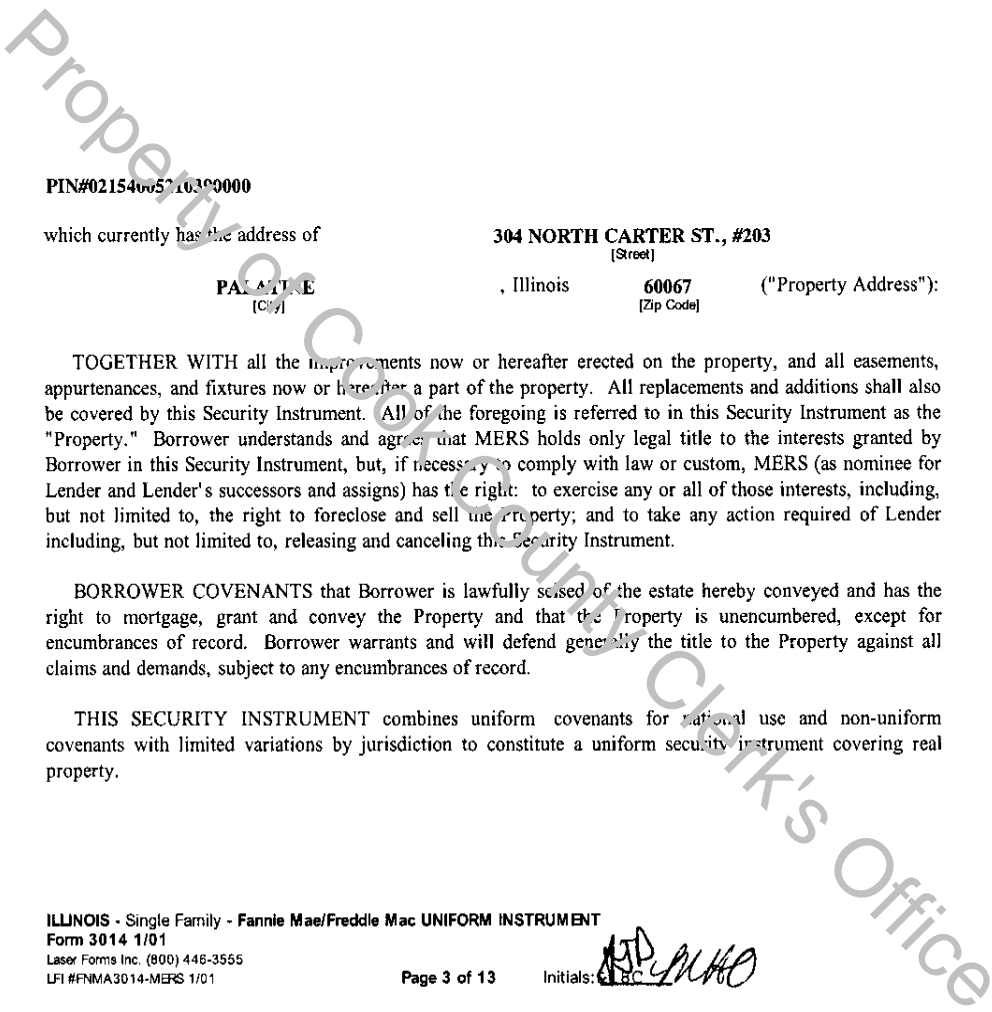 which currently has the address of 304 NORTH CARTER ST., #203
[Street]
PALATINE , Illinois 60067 ("Property Address"):
[City] [Zip Code]
TOGETHER WITH all the improvements now or hereafter erected on the property, and all easements,
appurtenances, and fixtures now or hereafter a part of the property. All replacements and additions shall also
be covered by this Security Instrument. All of the foregoing is referred to in this Security Instrument as the
"Property." Borrower understands and agrees that MERS holds only legal title to the interests granted by
Borrower in this Security Instrument, but, if necessary to comply with law or custom, MERS (as nominee for
Lender and Lender's successors and assigns) has the right: to exercise any or all of those interests, including,
but not limited to, the right to foreclose and sell the Property; and to take any action required of Lender
including, but not limited to, releasing and canceling this Security Instrument.
BORROWER COVENANTS that Borrower is lawfully seised of the estate hereby conveyed and has the
right to mortgage, grant and convey the Property and that the Property is unencumbered, except for
encumbrances of record. Borrower warrants and will defend generally the title to the Property against all
claims and demands, subject to any encumbrances of record.
THIS SECURITY INSTRUMENT combines uniform covenants for national use and non-uniform
covenants with limited variations by jurisdiction to constitute a uniform security instrument covering real
property.
ILLINOIS - Single Family - Fannie Mae/Freddie Mac UNIFORM INSTRUMENT
Form 3014 1/01
Laser Forms Inc. (800) 446-3555
LFI #FNMA3014-MERS 1/01 Page 3 of 13 Initials:
Property of Cook County Clerk's Office